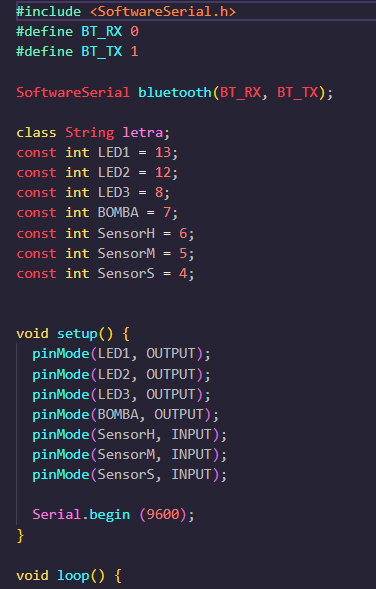 #include <SoftwareSerial.h>
#define BT_RX 0
#define BT_TX 1

SoftwareSerial bluetooth(BT_RX, BT_TX);

class String letra;
const int LED1 = 13;
const int LED2 = 12;
const int LED3 = 8;
const int BOMBA = 7;
const int SensorH = 6;
const int SensorM = 5;
const int SensorS = 4;


void setup() {
  pinMode(LED1, OUTPUT);
  pinMode(LED2, OUTPUT);
  pinMode(LED3, OUTPUT);
  pinMode(BOMBA, OUTPUT);
  pinMode(SensorH, INPUT);
  pinMode(SensorM, INPUT);
  pinMode(SensorS, INPUT);

  Serial.begin (9600);
}

void loop() {